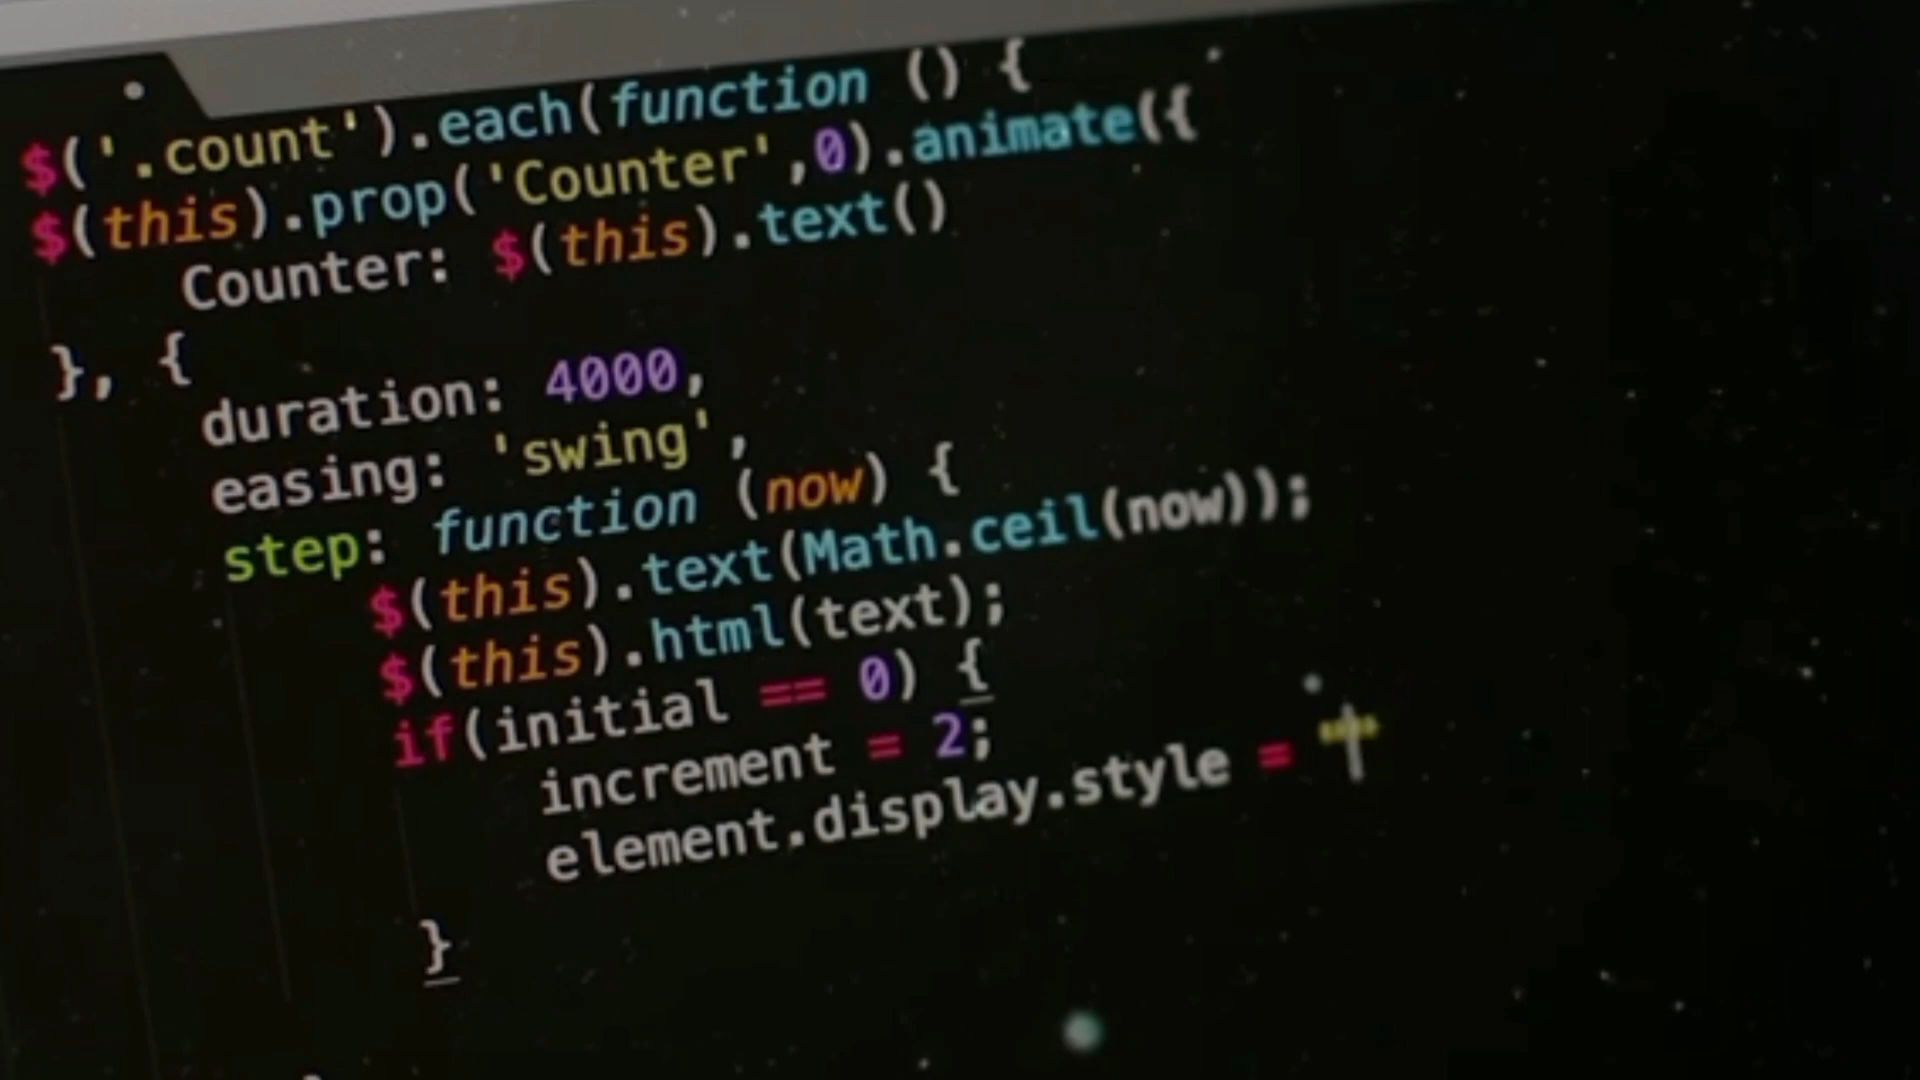 $('.count').each(function () {
$(this).prop('Counter',0).animate({
Counter: $(this).text()
}, {
duration: 4000,
easing: 'swing',
step: function (now) {
$(this).text(Math.ceil(now));
$(this).html(text);
if(initial == 0) {
increment = 2;
element.display.style = ""
}